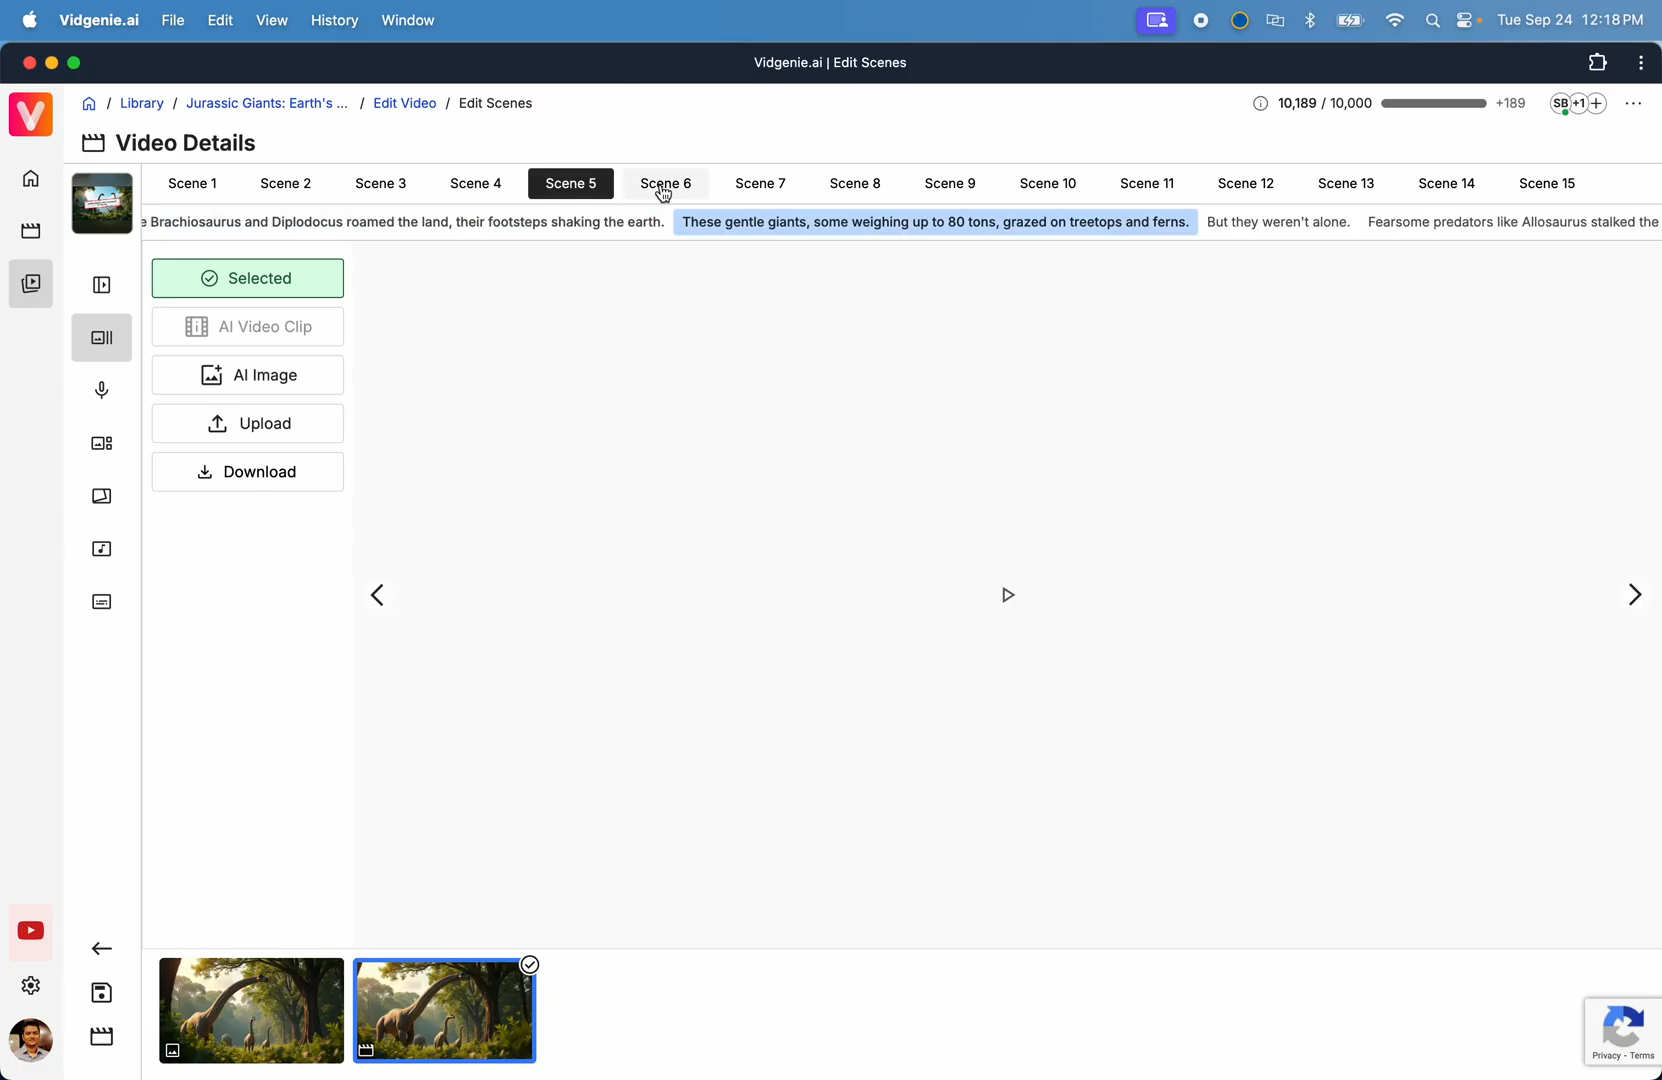 Vidgenie.ai File Edit View History Window Tue Sep 24 12:18 PM
Vidgenie.ai | Edit Scenes
/ Library / Jurassic Giants: Earth's ... / Edit Video / Edit Scenes 10,189 / 10,000 +189 SB +1
Video Details
Scene 1 Scene 2 Scene 3 Scene 4 Scene 5 Scene 6 Scene 7 Scene 8 Scene 9 Scene 10 Scene 11 Scene 12 Scene 13 Scene 14 Scene 15
e Brachiosaurus and Diplodocus roamed the land, their footsteps shaking the earth. These gentle giants, some weighing up to 80 tons, grazed on treetops and ferns. But they weren't alone. Fearsome predators like Allosaurus stalked the
Selected
AI Video Clip
AI Image
Upload
Download
Privacy - Terms